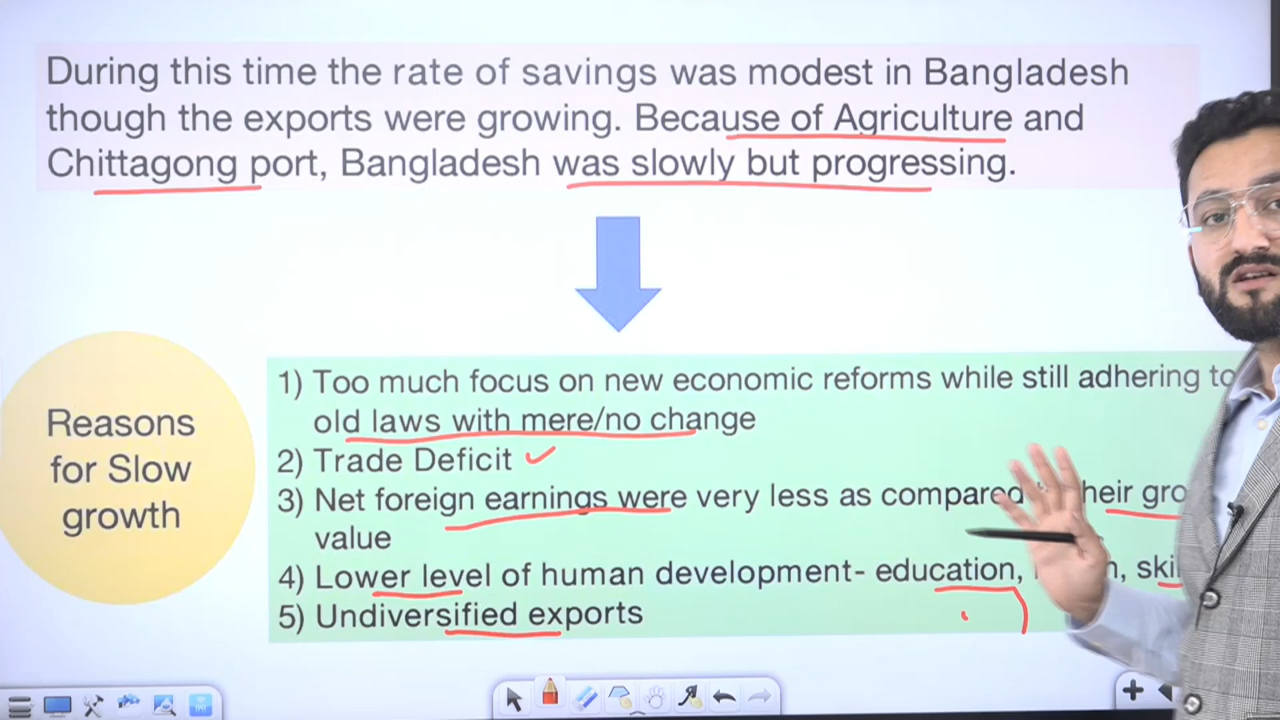 During this time the rate of savings was modest in Bangladesh
though the exports were growing. Because of Agriculture and
Chittagong port, Bangladesh was slowly but progressing.
Reasons
for Slow
growth
1) Too much focus on new economic reforms while still adhering to
old laws with mere/no change
2) Trade Deficit
3) Net foreign earnings were very less as compared their
value
4) Lower level of human development- education,
5) Undiversified exports